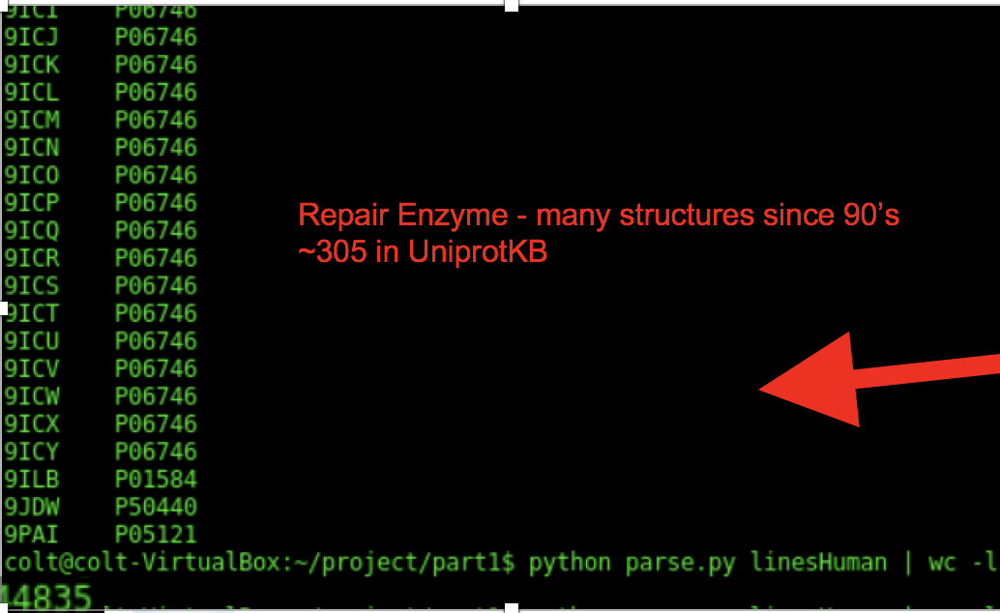 9ICI P06746
9ICJ P06746
9ICK P06746
9ICL P06746
9ICM P06746
9ICN P06746
9ICO P06746
9ICP P06746
9ICQ P06746
9ICR P06746
9ICS P06746
9ICT P06746
9ICU P06746
9ICV P06746
9ICW P06746
9ICX P06746
9ICY P06746
9ILB P01584
9JDW P50440
9PAI P05121
Repair Enzyme - many structures since 90’s
~305 in UniprotKB
colt@colt-VirtualBox:~/project/part1$ python parse.py linesHuman | wc -l
44835